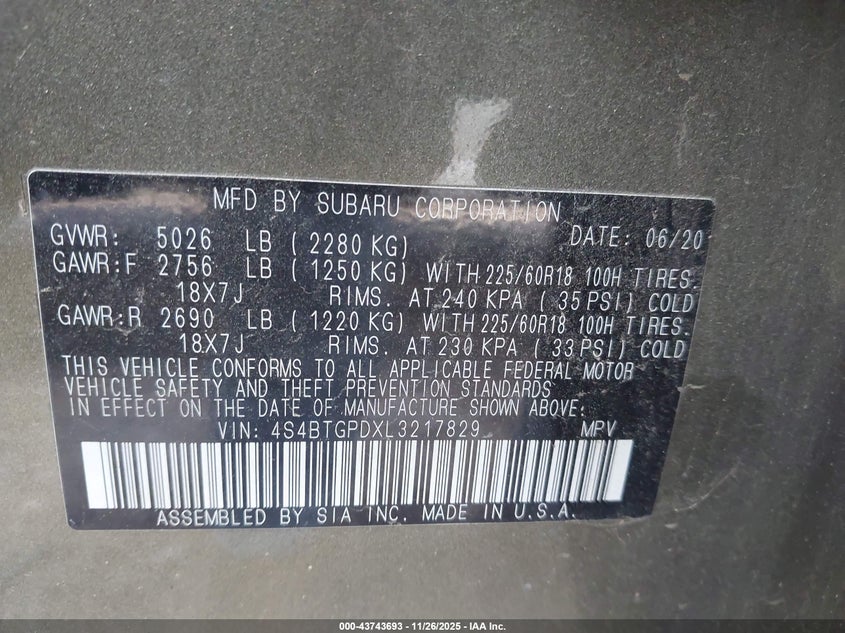 MFD BY SUBARU CORPORATION
GVWR: 5026 LB ( 2280 KG) DATE: 06/20
GAWR:F 2756 LB ( 1250 KG) WITH 225/60R18 100H TIRES.
18X7J RIMS. AT 240 KPA ( 35 PSI) COLD
GAWR:R 2690 LB ( 1220 KG) WITH 225/60R18 100H TIRES.
18X7J RIMS. AT 230 KPA ( 33 PSI) COLD
THIS VEHICLE CONFORMS TO ALL APPLICABLE FEDERAL MOTOR
VEHICLE SAFETY AND THEFT PREVENTION STANDARDS
IN EFFECT ON THE DATE OF MANUFACTURE SHOWN ABOVE.
VIN: 4S4BTGPDXL3217829 MPV
ASSEMBLED BY SIA INC. MADE IN U.S.A.
000-43743693 - 11/26/2025 - IAA Inc.